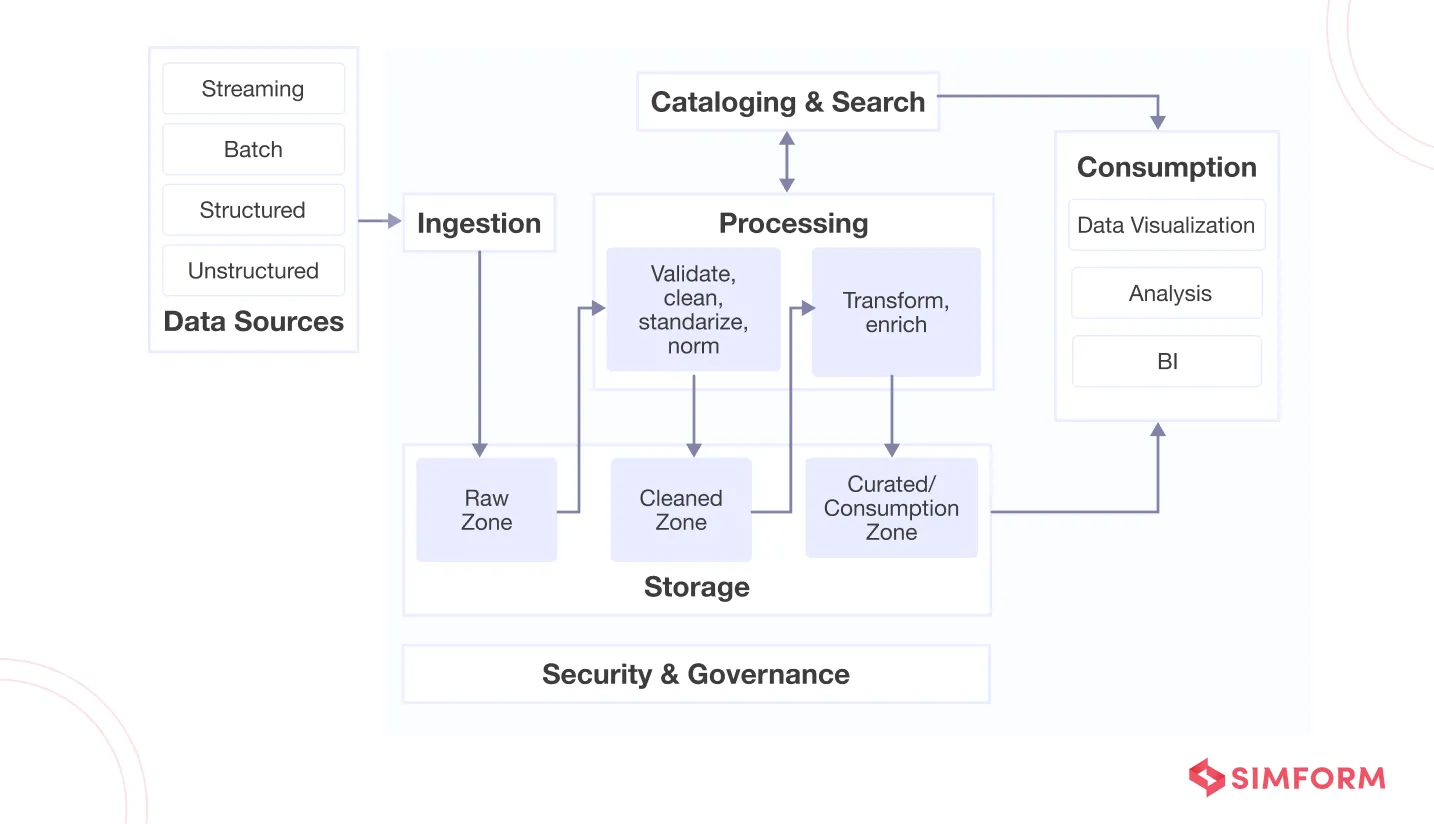 Streaming
Batch
Structured
Unstructured
Data Sources
Ingestion
Cataloging & Search
Processing
Validate,
clean,
standarize,
norm
Transform,
enrich
Consumption
Data Visualization
Analysis
BI
Raw
Zone
Cleaned
Zone
Curated/
Consumption
Zone
Storage
Security & Governance
SIMFORM